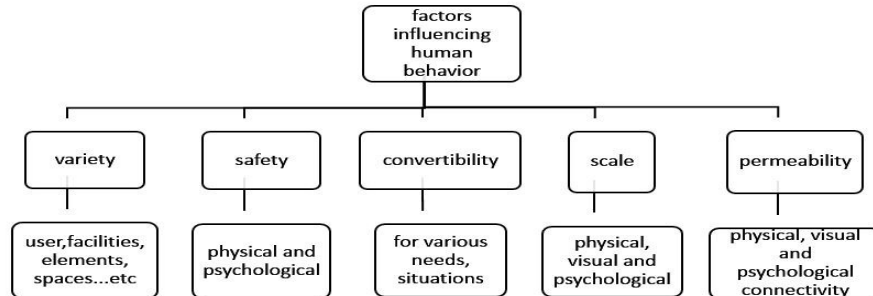 factors
influencing
human
behavior
variety
safety
convertibility
scale
permeability
user,facilities,
elements,
spaces...etc
physical and
psychological
for various
needs,
situations
physical,
visual and
psychological
physical, visual
and
psychological
connectivity